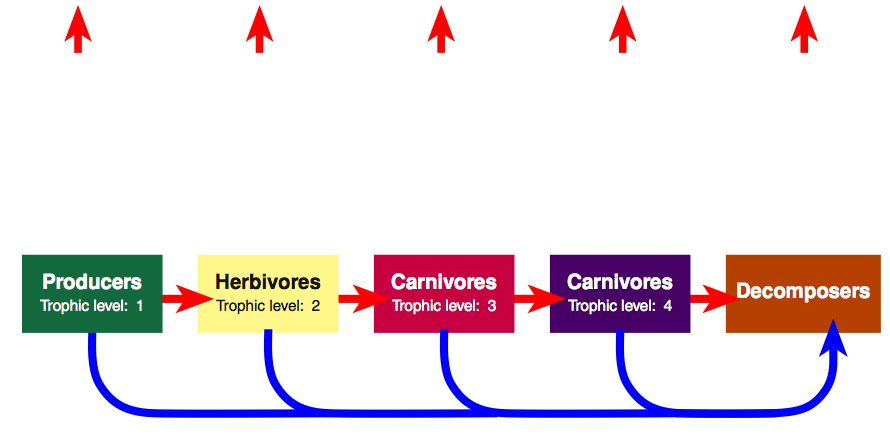 Producers
Trophic level: 1
Herbivores
Trophic level: 2
Carnivores
Trophic level: 3
Carnivores
Trophic level: 4
Decomposers